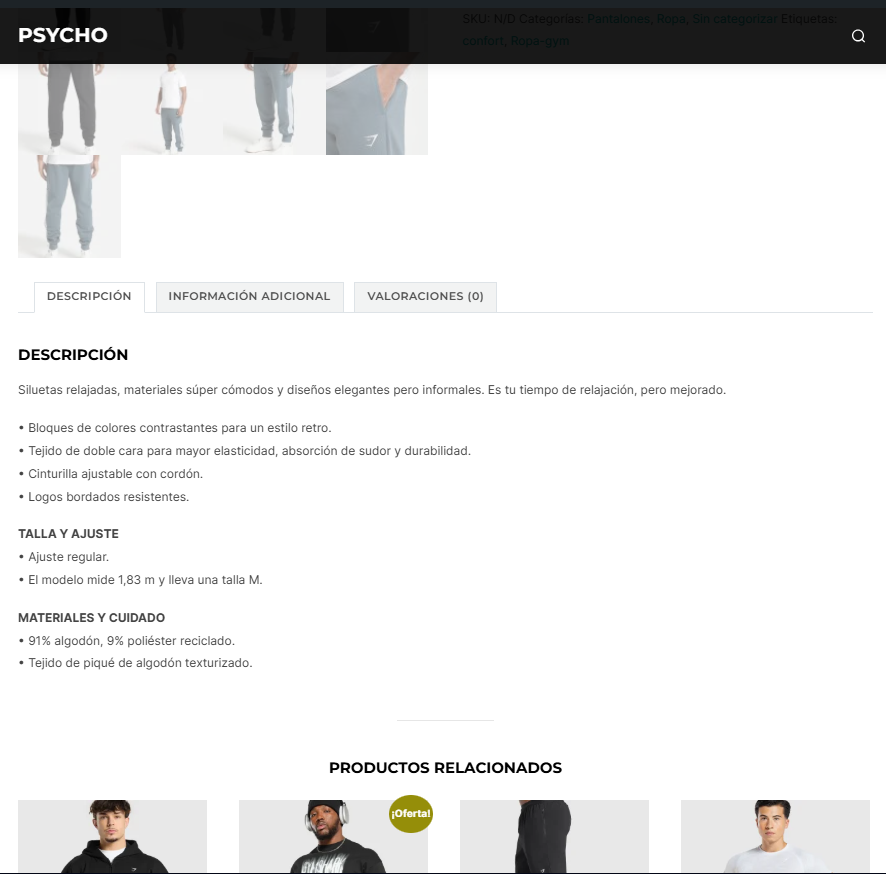 SKU: N/D Categorías: Pantalones, Ropa, Sin categorizar Etiquetas:
PSYCHO
confort, Ropa-gym
DESCRIPCIÓN
INFORMACIÓN ADICIONAL
VALORACIONES (0)
DESCRIPCIÓN
Siluetas relajadas, materiales súper cómodos y diseños elegantes pero informales. Es tu tiempo de relajación, pero mejorado.
• Bloques de colores contrastantes para un estilo retro.
• Tejido de doble cara para mayor elasticidad, absorción de sudor y durabilidad.
• Cinturilla ajustable con cordón.
• Logos bordados resistentes.
TALLA Y AJUSTE
• Ajuste regular.
• El modelo mide 1,83 m y lleva una talla M.
MATERIALES Y CUIDADO
• 91% algodón, 9% poliéster reciclado.
• Tejido de piqué de algodón texturizado.
PRODUCTOS RELACIONADOS
¡Oferta!